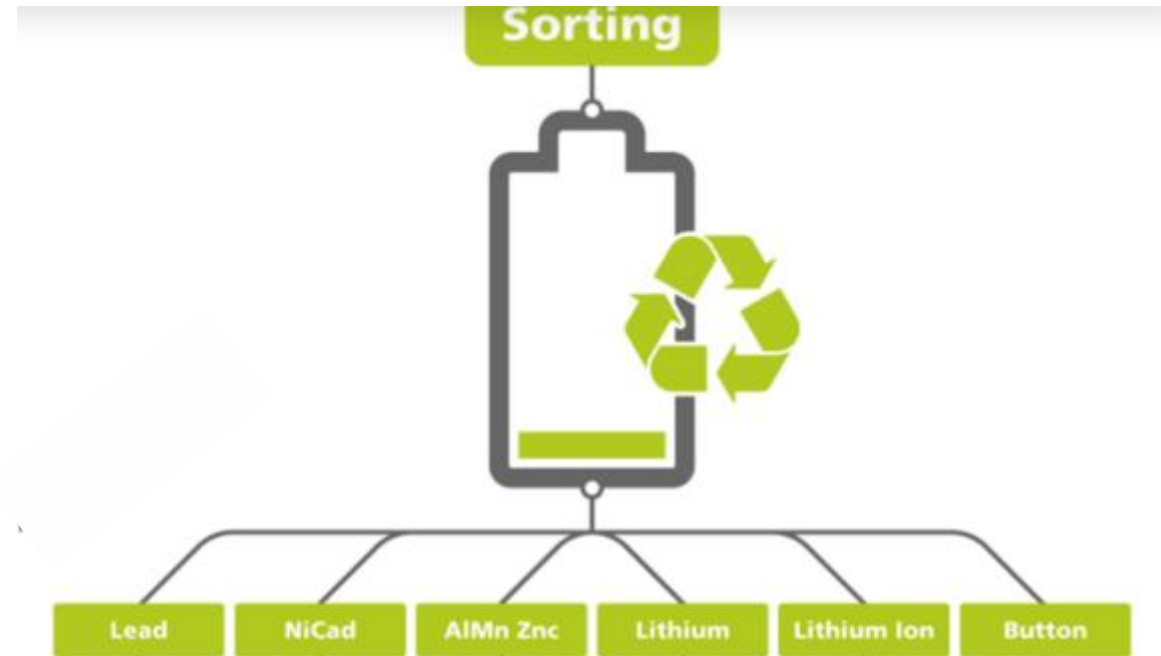 Sorting
Lead
NiCad
AlMn Znc
Lithium
Lithium Ion
Button